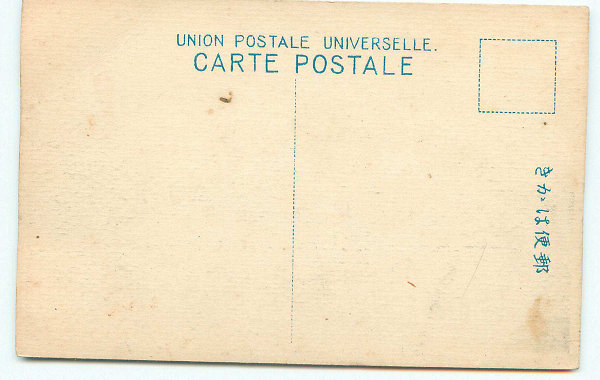 UNION POSTALE UNIVERSELLE.
CARTE POSTALE
郵便はかき